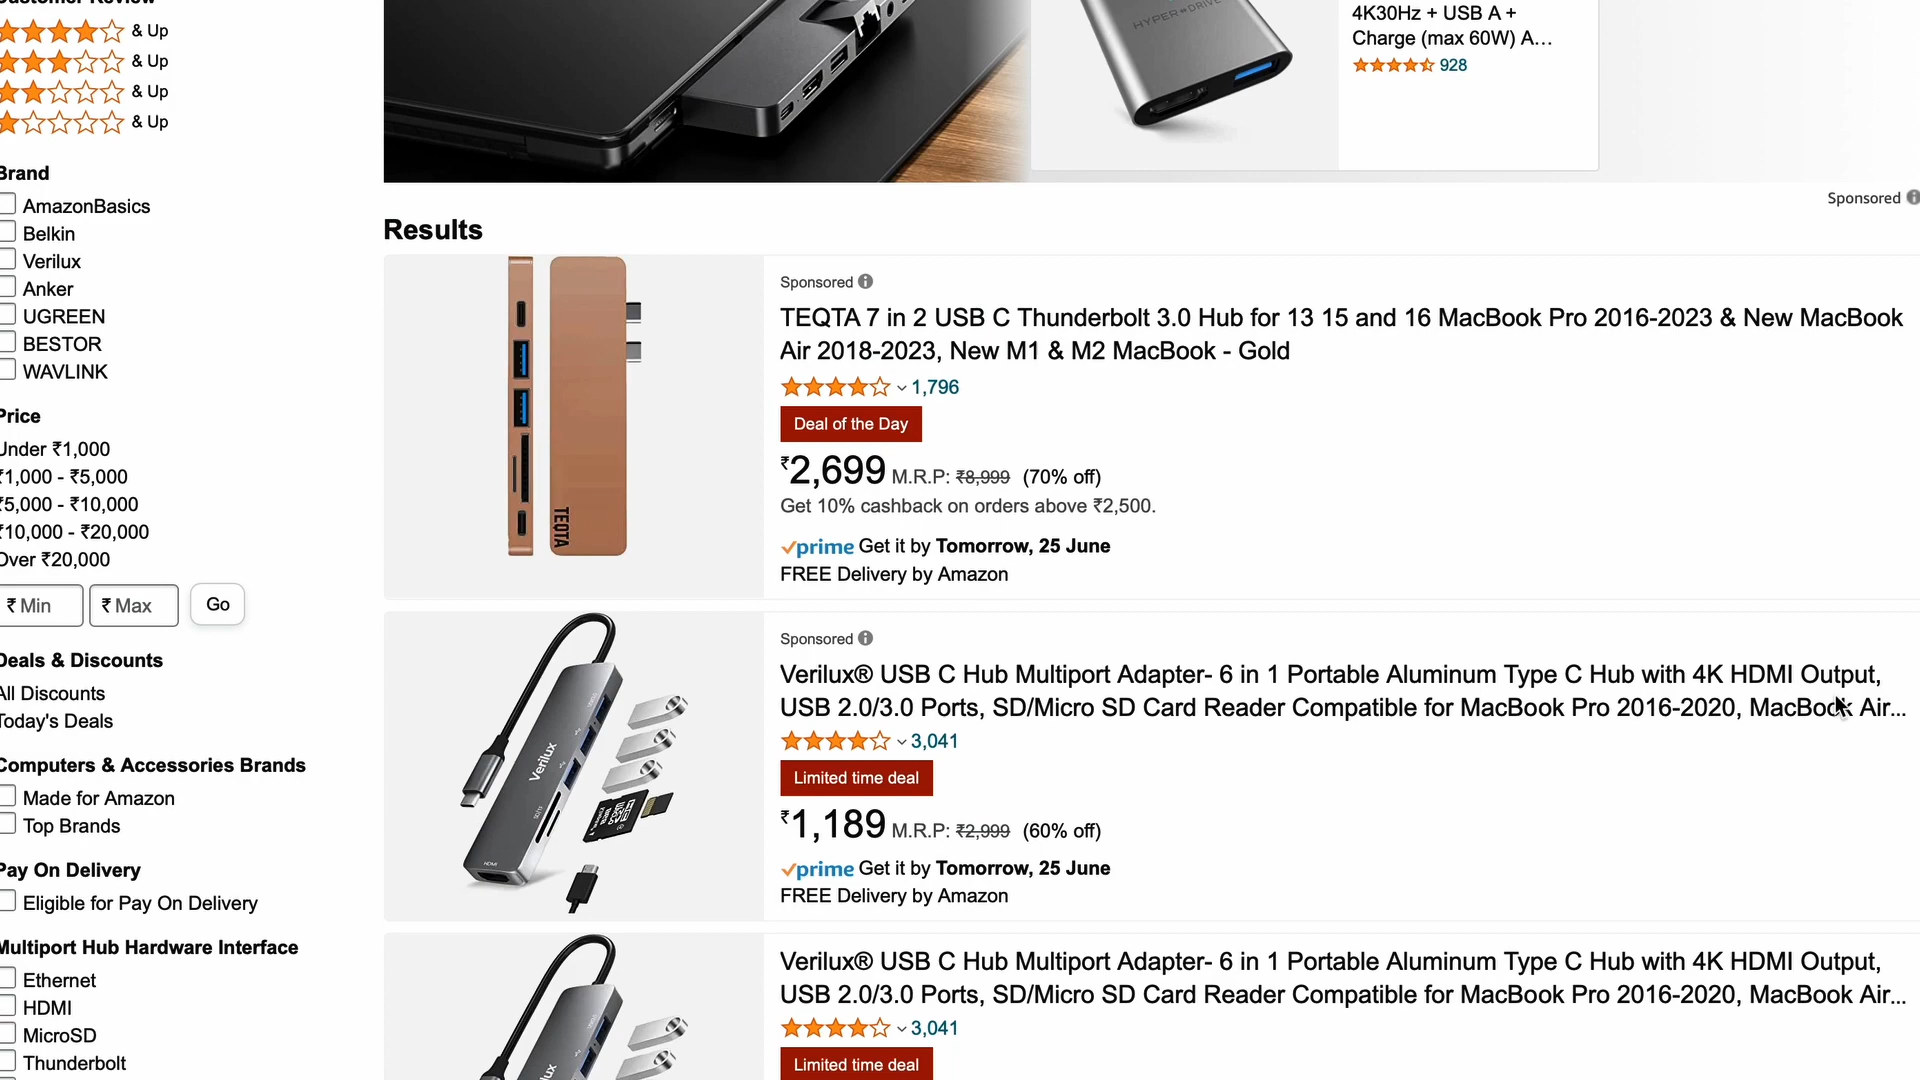 Customer Review
& Up
& Up
& Up
& Up
Brand
AmazonBasics
Belkin
Verilux
Anker
UGREEN
BESTOR
WAVLINK
Price
Under ₹1,000
₹1,000 - ₹5,000
₹5,000 - ₹10,000
₹10,000 - ₹20,000
Over ₹20,000
₹ Min
₹ Max
Go
Deals & Discounts
All Discounts
Today's Deals
Computers & Accessories Brands
Made for Amazon
Top Brands
Pay On Delivery
Eligible for Pay On Delivery
Multiport Hub Hardware Interface
Ethernet
HDMI
MicroSD
Thunderbolt
HYPER DRIVE
4K30Hz + USB A +
Charge (max 60W) A...
928
Sponsored
Results
TEQTA
Sponsored
TEQTA 7 in 2 USB C Thunderbolt 3.0 Hub for 13 15 and 16 MacBook Pro 2016-2023 & New MacBook
Air 2018-2023, New M1 & M2 MacBook - Gold
1,796
Deal of the Day
₹2,699 M.R.P: ₹8,999 (70% off)
Get 10% cashback on orders above ₹2,500.
prime Get it by Tomorrow, 25 June
FREE Delivery by Amazon
Verilux
HDMI
Sponsored
Verilux® USB C Hub Multiport Adapter- 6 in 1 Portable Aluminum Type C Hub with 4K HDMI Output,
USB 2.0/3.0 Ports, SD/Micro SD Card Reader Compatible for MacBook Pro 2016-2020, MacBook Air...
3,041
Limited time deal
₹1,189 M.R.P: ₹2,999 (60% off)
prime Get it by Tomorrow, 25 June
FREE Delivery by Amazon
Verilux® USB C Hub Multiport Adapter- 6 in 1 Portable Aluminum Type C Hub with 4K HDMI Output,
USB 2.0/3.0 Ports, SD/Micro SD Card Reader Compatible for MacBook Pro 2016-2020, MacBook Air...
3,041
Limited time deal